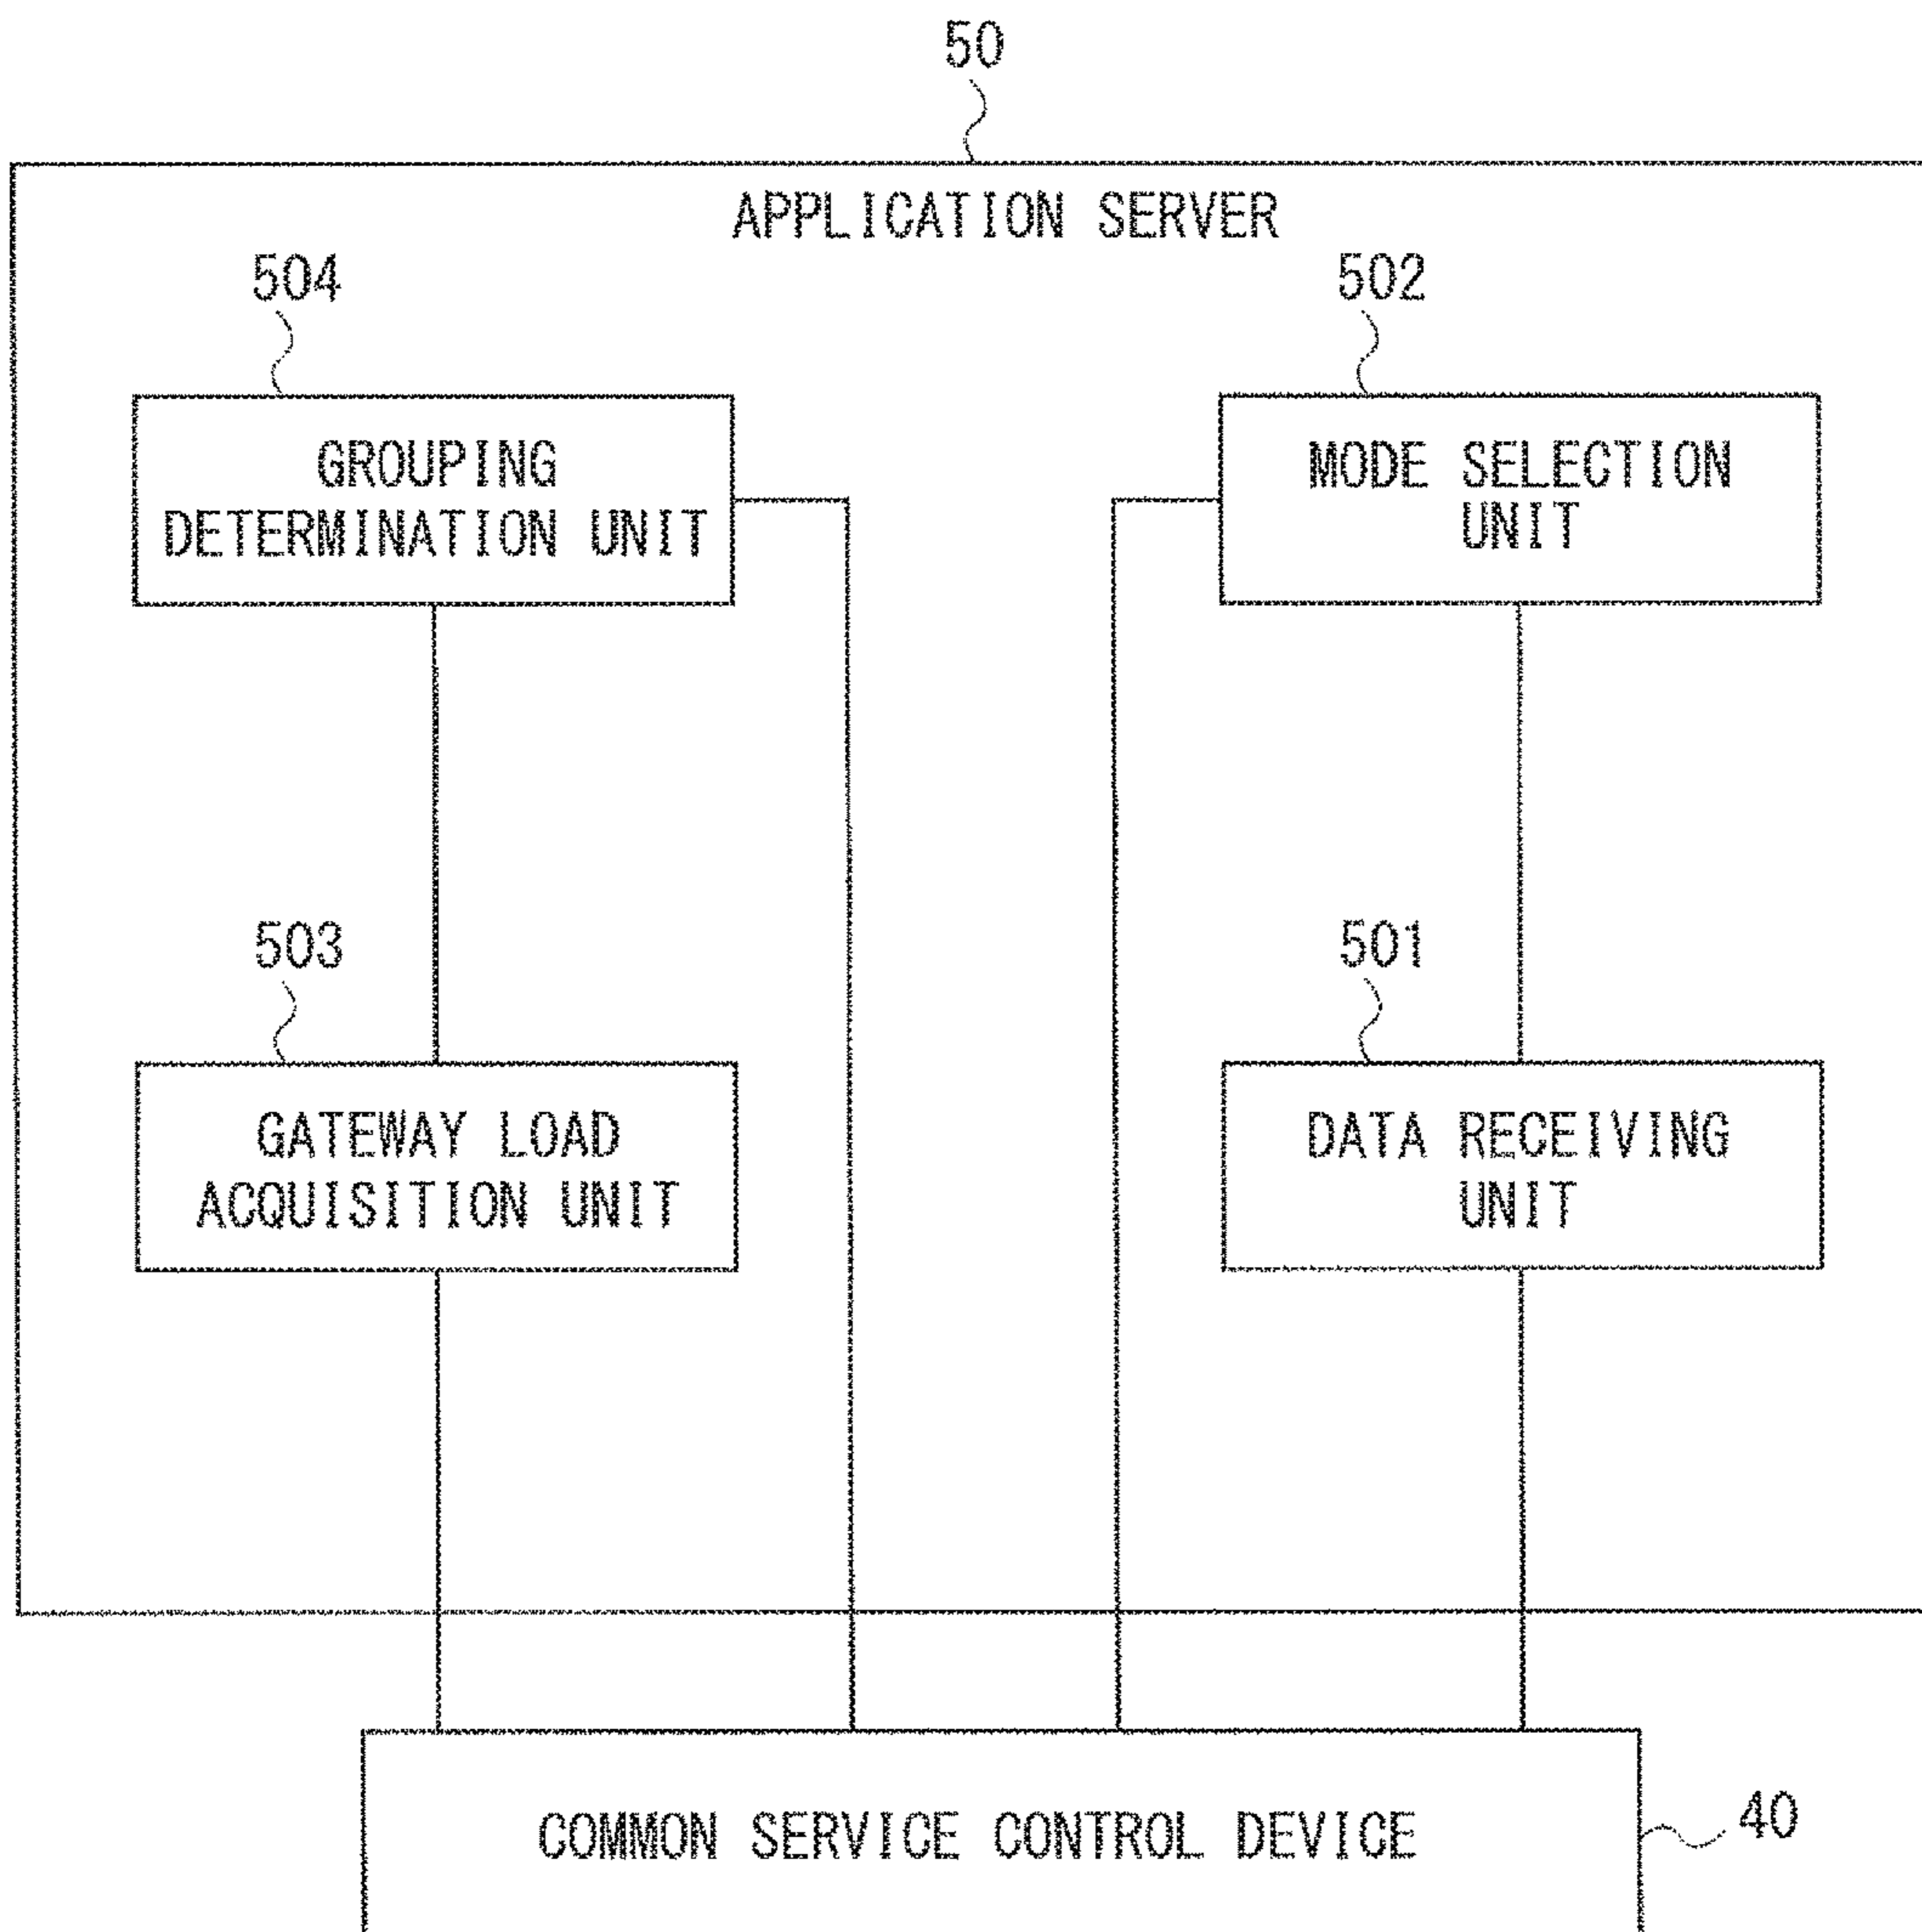 50
APPLICATION SERVER
504
502
GROUPING
DETERMINATION UNIT
MODE SELECTION
UNIT
503
501
GATEWAY LOAD
ACQUISITION UNIT
DATA RECEIVING
UNIT
COMMON SERVICE CONTROL DEVICE
40